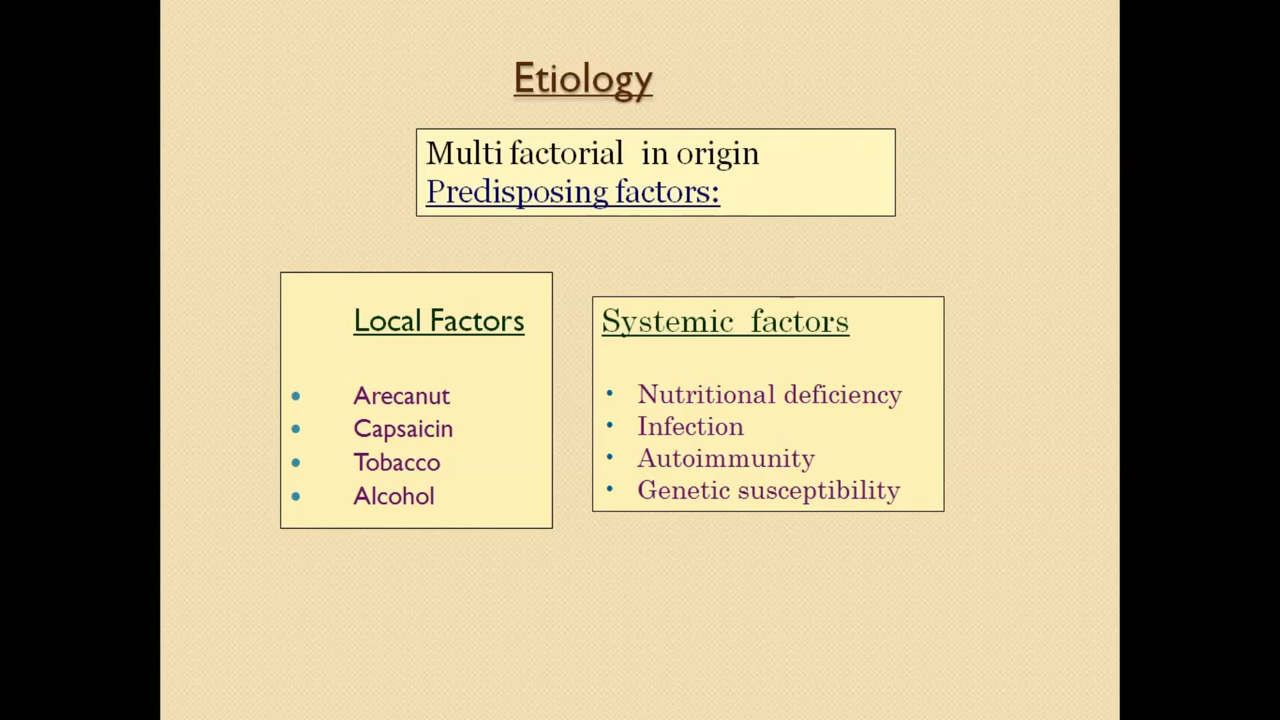 Etiology
Multi factorial in origin
Predisposing factors:
Local Factors
• Arecanut
• Capsaicin
• Tobacco
• Alcohol
Systemic factors
• Nutritional deficiency
• Infection
• Autoimmunity
• Genetic susceptibility